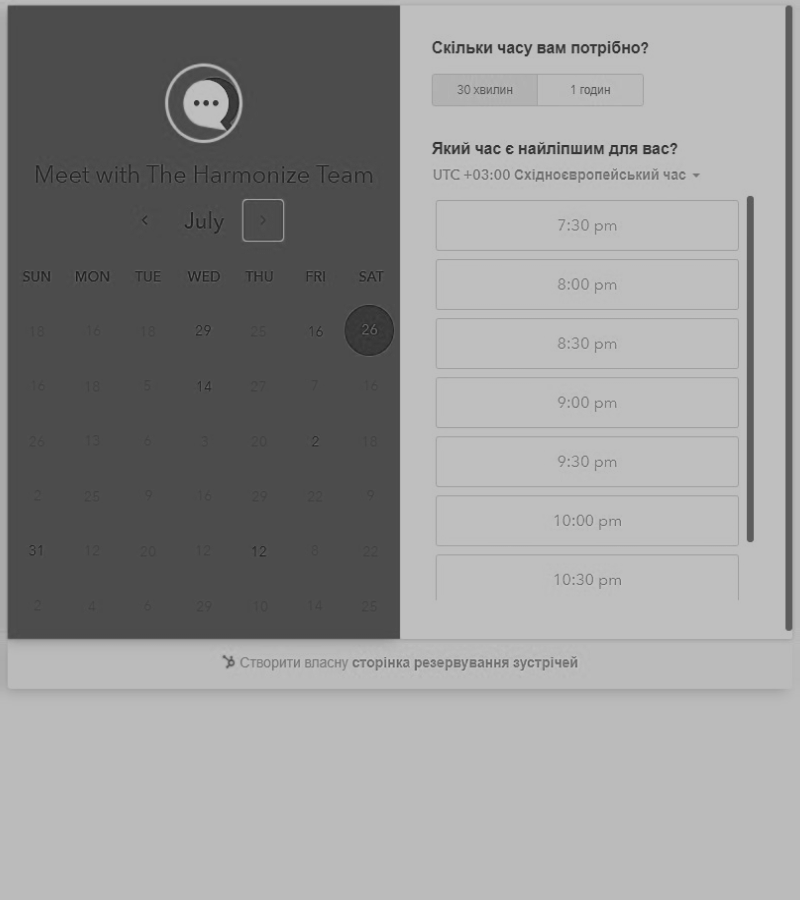 Meet with The Harmonize Team
July
SUN MON TUE WED THU FRI SAT
18 16 18 29 25 16 26
16 18 5 14 27 7 16
26 13 6 3 20 2 18
2 25 9 16 29 22 9
31 12 20 12 12 8 22
2 4 6 29 10 14 25
Скільки часу вам потрібно?
30 хвилин 1 годин
Який час є найліпшим для вас?
UTC +03:00 Східноєвропейський час
7:30 pm
8:00 pm
8:30 pm
9:00 pm
9:30 pm
10:00 pm
10:30 pm
Створити власну сторінка резервування зустрічей